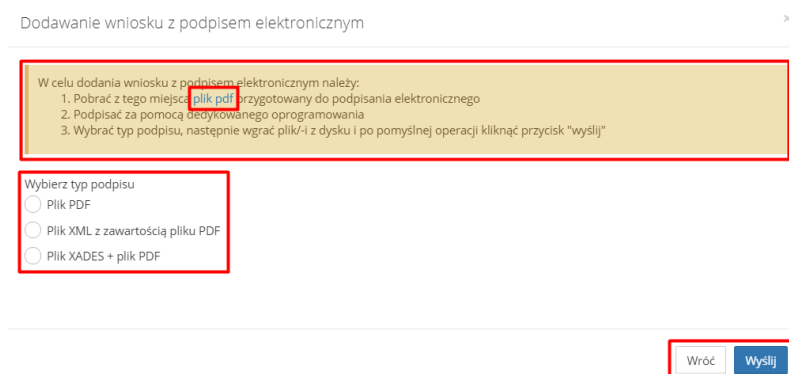 Dodawanie wniosku z podpisem elektronicznym ×
W celu dodania wniosku z podpisem elektronicznym należy:
1. Pobrać z tego miejsca plik pdf przygotowany do podpisania elektronicznego
2. Podpisać za pomocą dedykowanego oprogramowania
3. Wybrać typ podpisu, następnie wgrać plik/-i z dysku i po pomyślnej operacji kliknąć przycisk "wyślij"
Wybierz typ podpisu
Plik PDF
Plik XML z zawartością pliku PDF
Plik XADES + plik PDF
Wróć Wyślij